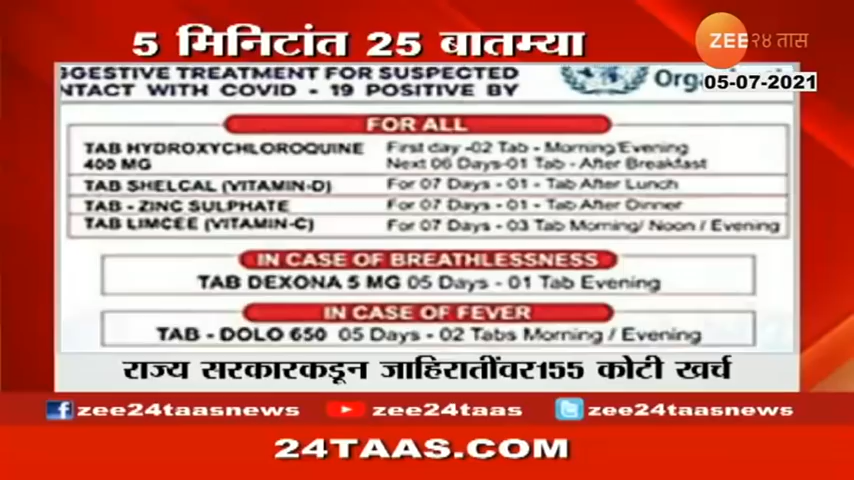 5 मिनिटांत 25 बातम्या
ZEE २४ तास
05-07-2021
GGESTIVE TREATMENT FOR SUSPECTED
NTACT WITH COVID - 19 POSITIVE BY
FOR ALL
TAB HYDROXYCHLOROQUINE First day -02 Tab - Morning/Evening
400 MG Next 06 Days-01 Tab - After Breakfast
TAB SHELCAL (VITAMIN-D) For 07 Days - 01 - Tab After Lunch
TAB - ZINC SULPHATE For 07 Days - 01 - Tab After Dinner
TAB LIMCEE (VITAMIN-C) For 07 Days - 03 Tab Morning/ Noon / Evening
IN CASE OF BREATHLESSNESS
TAB DEXONA 5 MG 05 Days - 01 Tab Evening
IN CASE OF FEVER
TAB - DOLO 650 05 Days - 02 Tabs Morning / Evening
राज्य सरकारकडून जाहिरातींवर155 कोटी खर्च
zee24taasnews zee24taas zee24taasnews
24TAAS.COM